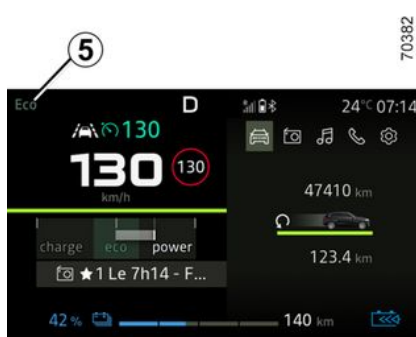 70382
5
Eco D 24°C 07:14
130
130 130
km/h
47410 km
charge eco power
123.4 km
★1 Le 7h14 - F...
42 % 140 km